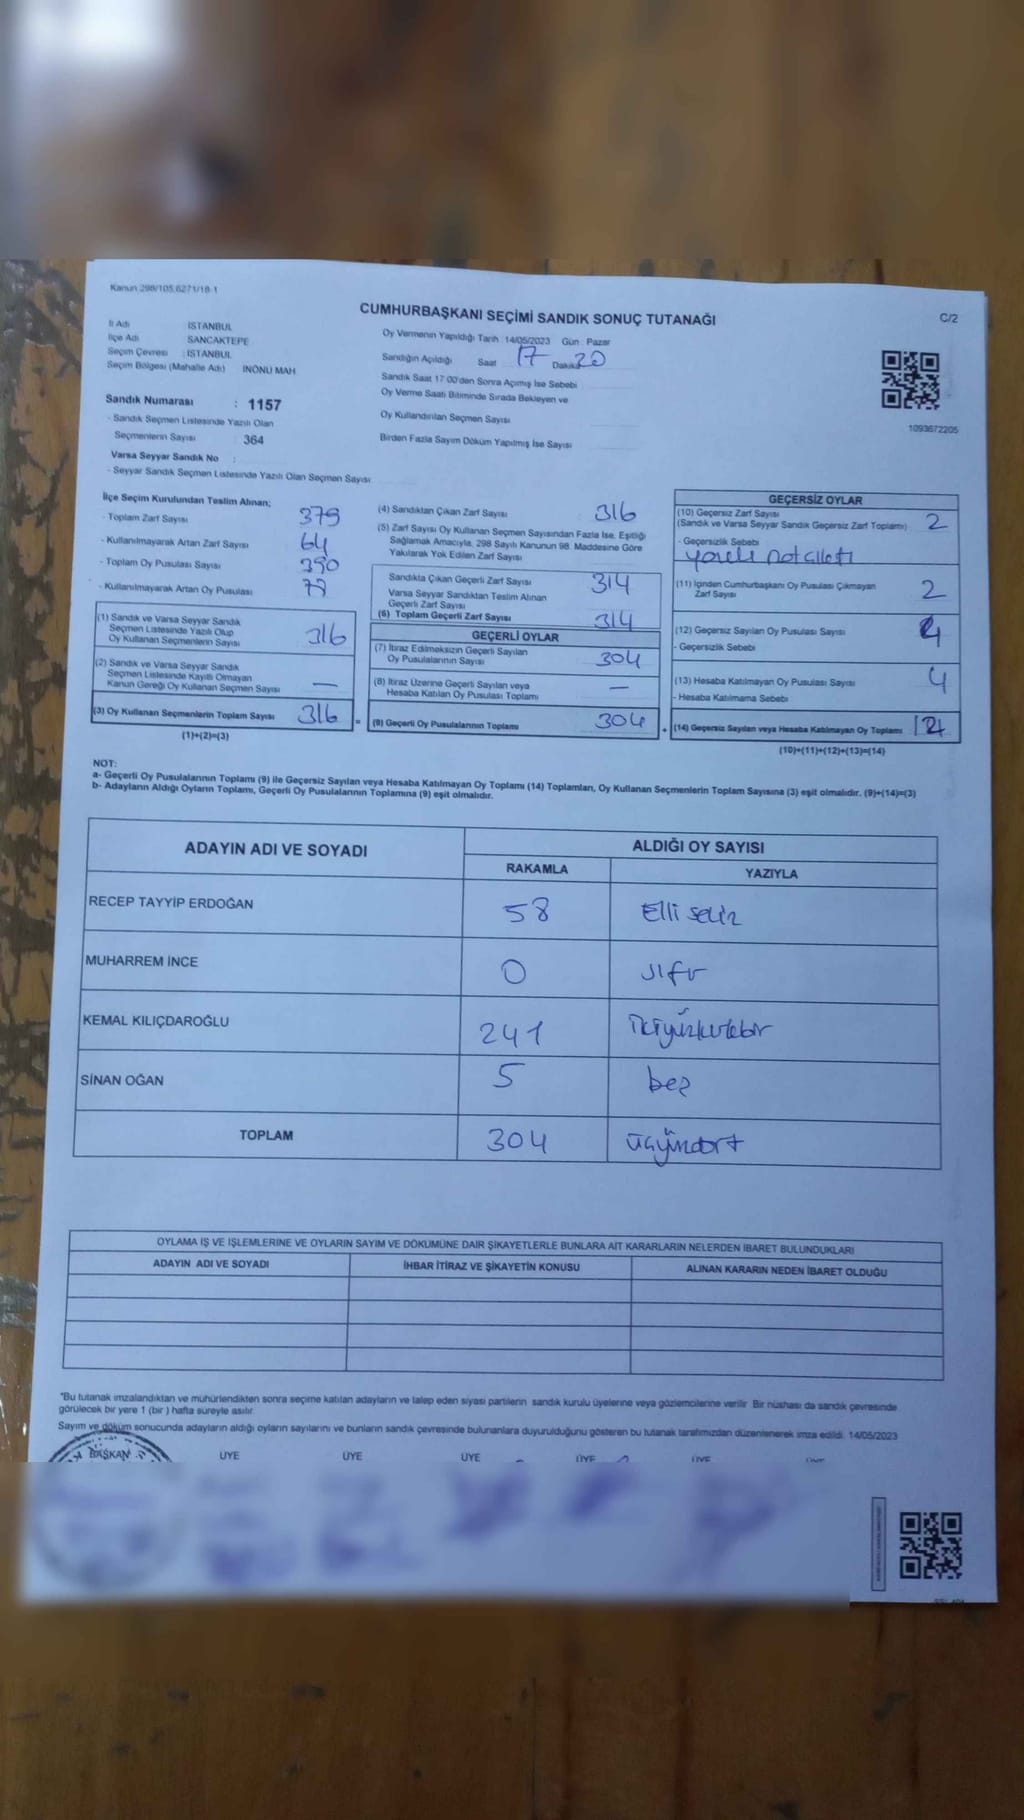 Kanun 298/105,6271/18-1
CUMHURBAŞKANI SEÇİMİ SANDIK SONUÇ TUTANAĞI
C/2
İl Adı İSTANBUL
İlçe Adı SANCAKTEPE
Seçim Çevresi : İSTANBUL
Seçim Bölgesi (Mahalle Adı) İNÖNÜ MAH
Oy Vermenin Yapıldığı Tarih 14/05/2023 Gün : Pazar
Sandığın Açıldığı Saat 17 Dakika 20
Sandık Saat 17 00'den Sonra Açımış İse Sebebi
Oy Verme Saati Bitiminde Sırada Bekleyen ve
Oy Kullandırılan Seçmen Sayısı
Birden Fazla Sayım Döküm Yapılmış İse Sayısı
1093672205
Sandık Numarası : 1157
- Sandık Seçmen Listesinde Yazılı Olan
Seçmenlerin Sayısı : 364
Varsa Seyyar Sandık No :
- Seyyar Sandık Seçmen Listesinde Yazılı Olan Seçmen Sayısı
İlçe Seçim Kurulundan Teslim Alınan;
- Toplam Zarf Sayısı 379
- Kullanılmayarak Artan Zarf Sayısı 64
- Toplam Oy Pusulası Sayısı 390
- Kullanılmayarak Artan Oy Pusulası
(1) Sandık ve Varsa Seyyar Sandık
Seçmen Listesinde Yazılı Olup
Oy Kullanan Seçmenlerin Sayısı 316
(2) Sandık ve Varsa Seyyar Sandık
Seçmen Listesinde Kayıtlı Olmayan
Kanun Gereği Oy Kullanan Seçmen Sayısı —
(3) Oy Kullanan Seçmenlerin Toplam Sayısı 316
(1)+(2)=(3)
(4) Sandıktan Çıkan Zarf Sayısı 316
(5) Zarf Sayısı Oy Kullanan Seçmen Sayısından Fazla İse, Eşitliği
Sağlamak Amacıyla, 298 Sayılı Kanunun 98. Maddesine Göre
Yakılarak Yok Edilen Zarf Sayısı
Sandıkta Çıkan Geçerli Zarf Sayısı 314
Varsa Seyyar Sandıktan Teslim Alınan
Geçerli Zarf Sayısı
(6) Toplam Geçerli Zarf Sayısı 314
GEÇERLİ OYLAR
(7) İtiraz Edilmeksizin Geçerli Sayılan
Oy Pusulalarının Sayısı 304
(8) İtiraz Üzerine Geçerli Sayılan veya
Hesaba Katılan Oy Pusulası Toplamı —
= (9) Geçerli Oy Pusulalarının Toplamı 304
GEÇERSİZ OYLAR
(10) Geçersiz Zarf Sayısı
(Sandık ve Varsa Seyyar Sandık Geçersiz Zarf Toplamı) 2
- Geçersizlik Sebebi
(11) İçinden Cumhurbaşkanı Oy Pusulası Çıkmayan
Zarf Sayısı 2
(12) Geçersiz Sayılan Oy Pusulası Sayısı 4
- Geçersizlik Sebebi
(13) Hesaba Katılmayan Oy Pusulası Sayısı 4
- Hesaba Katılmama Sebebi
+ (14) Geçersiz Sayılan veya Hesaba Katılmayan Oy Toplamı 12
(10)+(11)+(12)+(13)=(14)
NOT:
a- Geçerli Oy Pusulalarının Toplamı (9) ile Geçersiz Sayılan veya Hesaba Katılmayan Oy Toplamı (14) Toplamları, Oy Kullanan Seçmenlerin Toplam Sayısına (3) eşit olmalıdır. (9)+(14)=(3)
b- Adayların Aldığı Oyların Toplamı, Geçerli Oy Pusulalarının Toplamına (9) eşit olmalıdır.
ADAYIN ADI VE SOYADI
ALDIĞI OY SAYISI
RAKAMLA YAZIYLA
RECEP TAYYİP ERDOĞAN 58 Elli sekiz
MUHARREM İNCE 0 sıfır
KEMAL KILIÇDAROĞLU 241 ikiyüzkırkbir
SİNAN OĞAN 5 beş
TOPLAM 304 üçyüzdört
OYLAMA İŞ VE İŞLEMLERİNE VE OYLARIN SAYIM VE DÖKÜMÜNE DAİR ŞİKAYETLERLE BUNLARA AİT KARARLARIN NELERDEN İBARET BULUNDUKLARI
ADAYIN ADI VE SOYADI İHBAR İTİRAZ VE ŞİKAYETİN KONUSU ALINAN KARARIN NEDEN İBARET OLDUĞU
"Bu tutanak imzalandıktan ve mühürlendikten sonra seçime katılan adayların ve talep eden siyasi partilerin sandık kurulu üyelerine veya gözlemcilerine verilir Bir nüshası da sandık çevresinde
görülecek bir yere 1 (bir ) hafta süreyle asılır.
Sayım ve döküm sonucunda adayların aldığı oyların sayılarını ve bunların sandık çevresinde bulunanlara duyurulduğunu gösteren bu tutanak tarafımızdan düzenlenerek imza edildi. 14/05/2023
BAŞKAN ÜYE ÜYE ÜYE ÜYE ÜYE